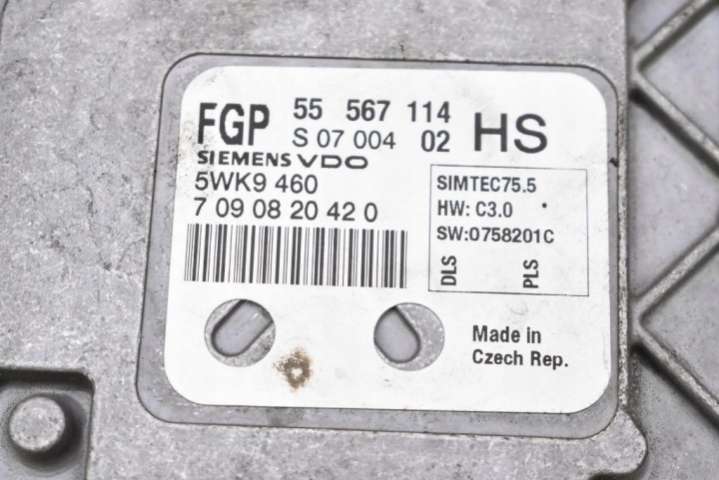 FGP 55 567 114 HS
S 07 004 02
SIEMENS VDO
5WK9 460
7 09 08 20 42 0
SIMTEC75.5
HW: C3.0
SW:0758201C
DLS PLS
Made in
Czech Rep.